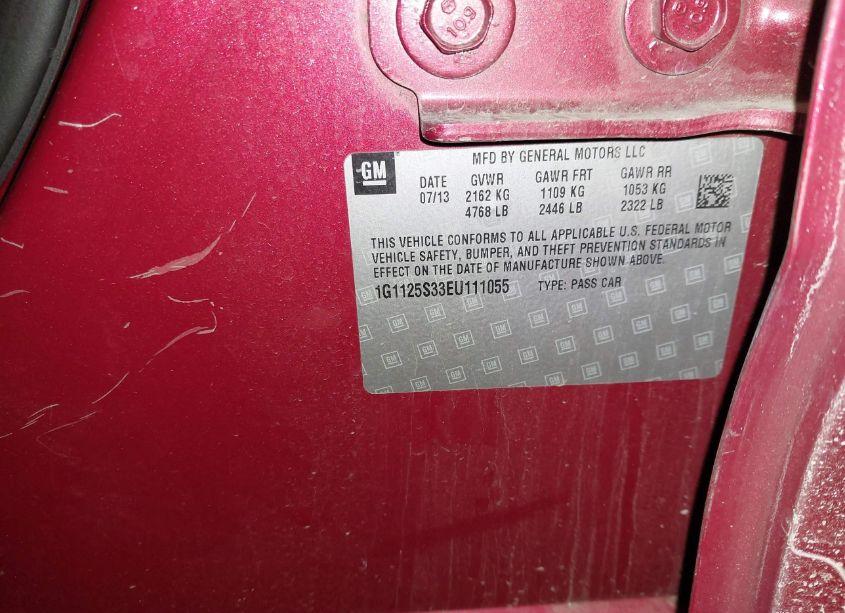 8
10.9
GM
MFD BY GENERAL MOTORS LLC
DATE GVWR GAWR FRT GAWR RR
07/13 2162 KG 1109 KG 1053 KG
4768 LB 2446 LB 2322 LB
THIS VEHICLE CONFORMS TO ALL APPLICABLE U.S. FEDERAL MOTOR
VEHICLE SAFETY, BUMPER, AND THEFT PREVENTION STANDARDS IN
EFFECT ON THE DATE OF MANUFACTURE SHOWN ABOVE.
1G1125S33EU111055 TYPE: PASS CAR